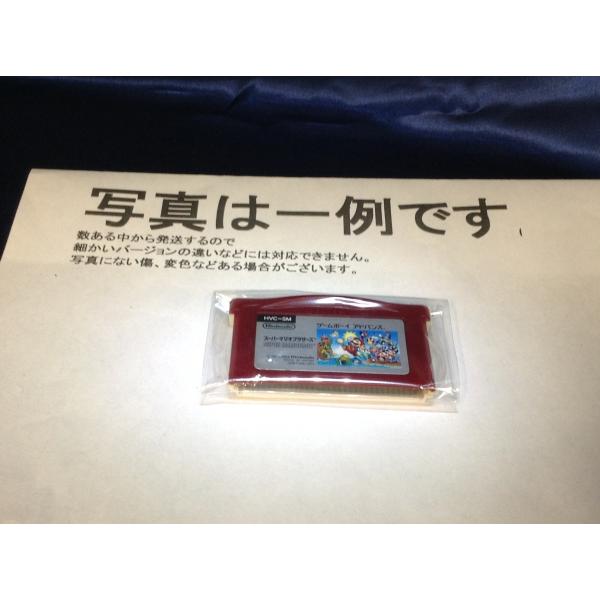 写真は一例です
数ある中から発送するので
細かいバージョンの違いなどには対応できません。
写真にない傷、変色などある場合がございます。
HVC-SM
Nintendo
ゲームボーイアドバンス
スーパーマリオブラザーズ